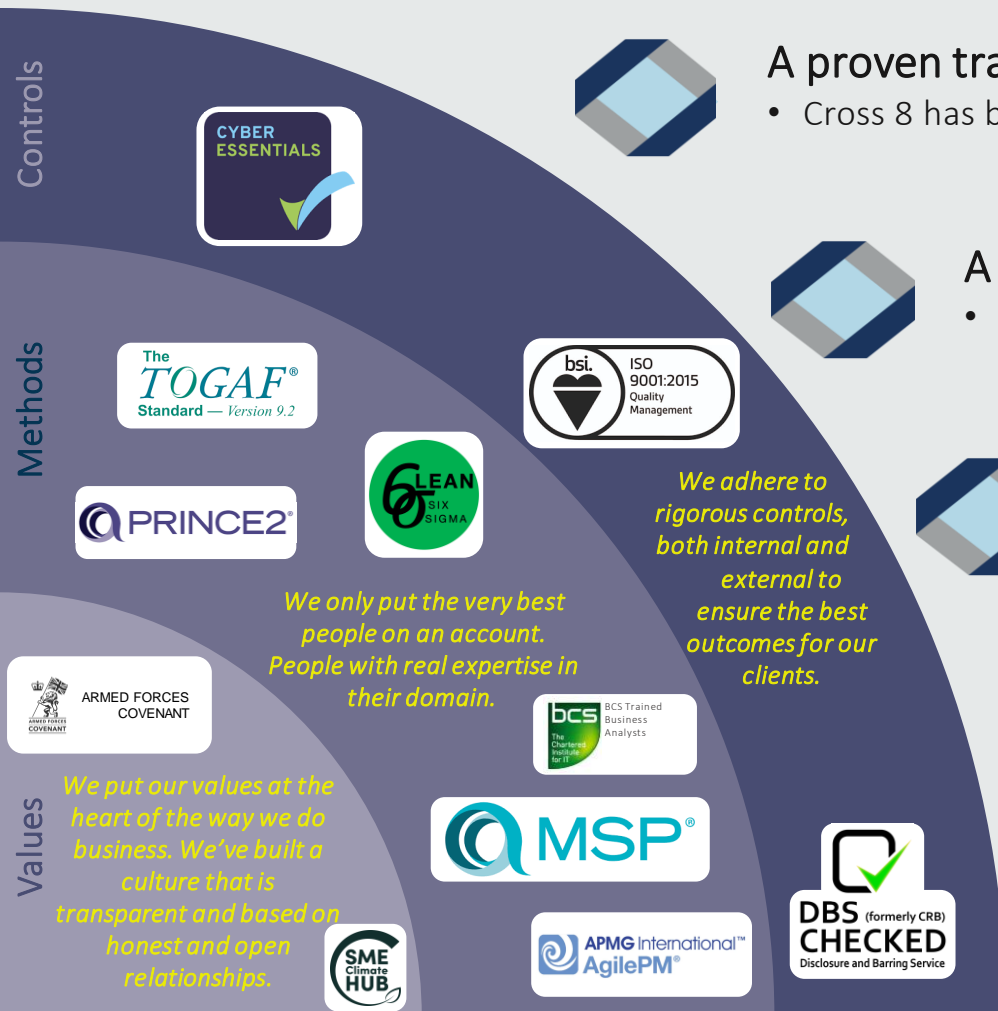 Controls
CYBER
ESSENTIALS
A proven tra
Cross 8 has b
A
Methods
The
TOGAF®
Standard — Version 9.2
bsi.
ISO
9001:2015
Quality
Management
6σ LEAN
SIX
SIGMA
PRINCE2®
We adhere to
rigorous controls,
both internal and
external to
ensure the best
outcomes for our
clients.
We only put the very best
people on an account.
People with real expertise in
their domain.
ARMED FORCES
COVENANT
ARMED FORCES
COVENANT
bcs
The
Chartered
Institute
for IT
BCS Trained
Business
Analysts
Values
We put our values at the
heart of the way we do
business. We've built a
culture that is
transparent and based on
honest and open
relationships.
MSP®
SME
Climate
HUB
APMG International™
AgilePM®
DBS (formerly CRB)
CHECKED
Disclosure and Barring Service